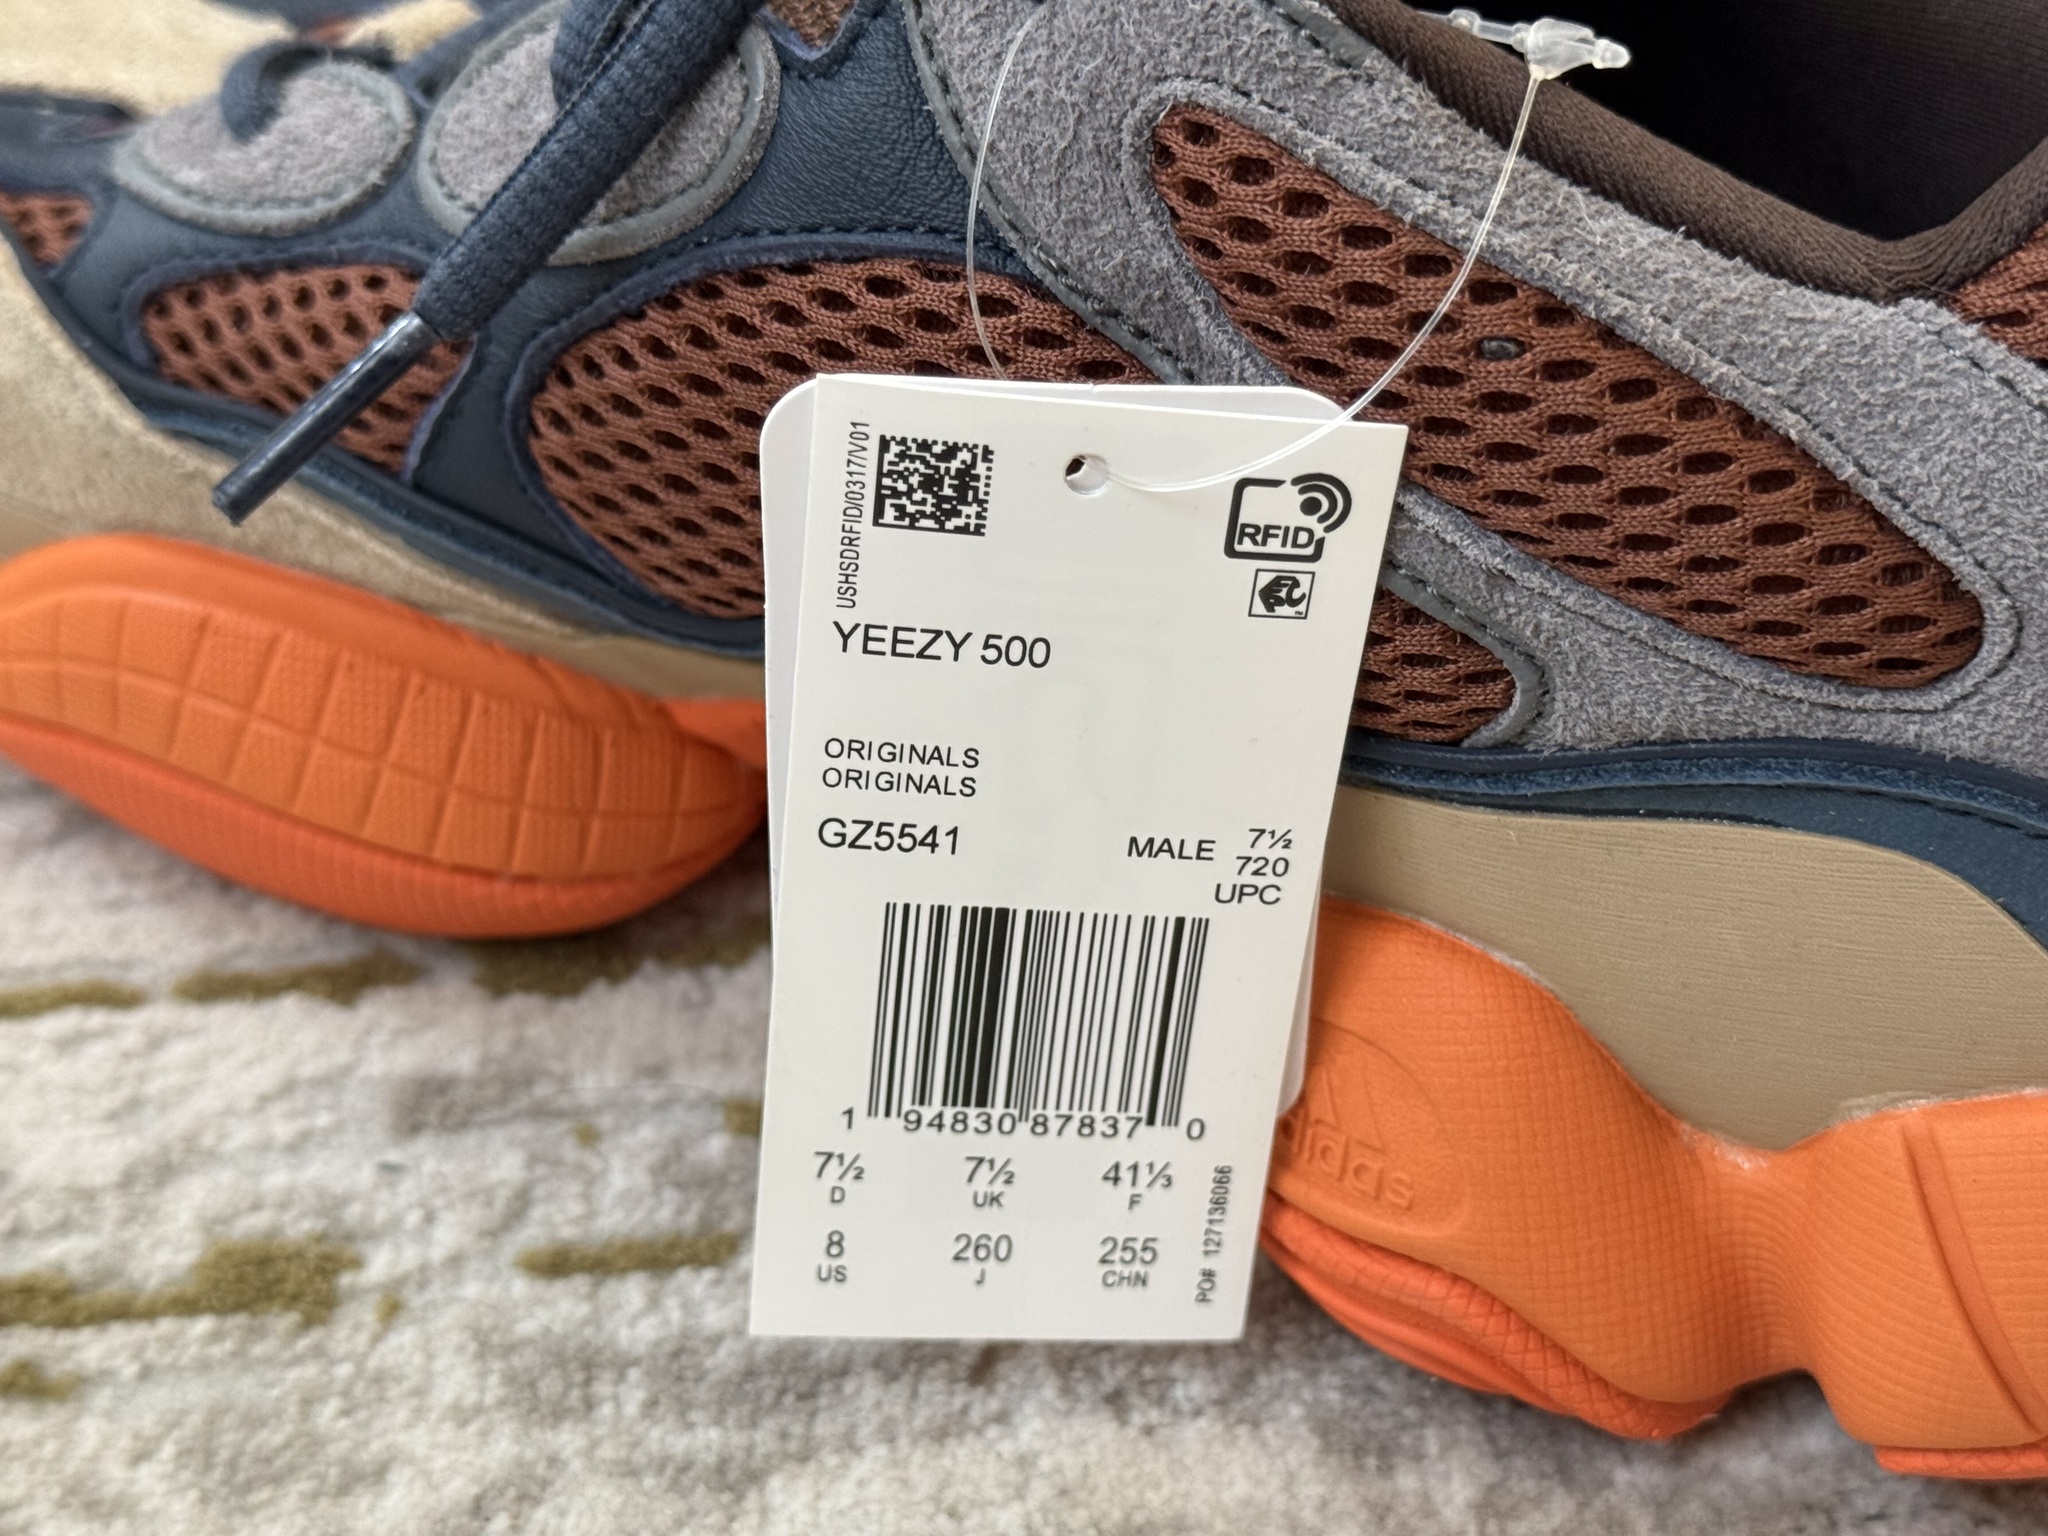 USHSDRFID/0317/V01
RFID
EPC
YEEZY 500
ORIGINALS
ORIGINALS
GZ5541
MALE 7½
720
UPC
1 94830 87837 0
7½ 7½ 41⅓
D UK F
8 260 255
US J CHN
PO# 127136066
adidas